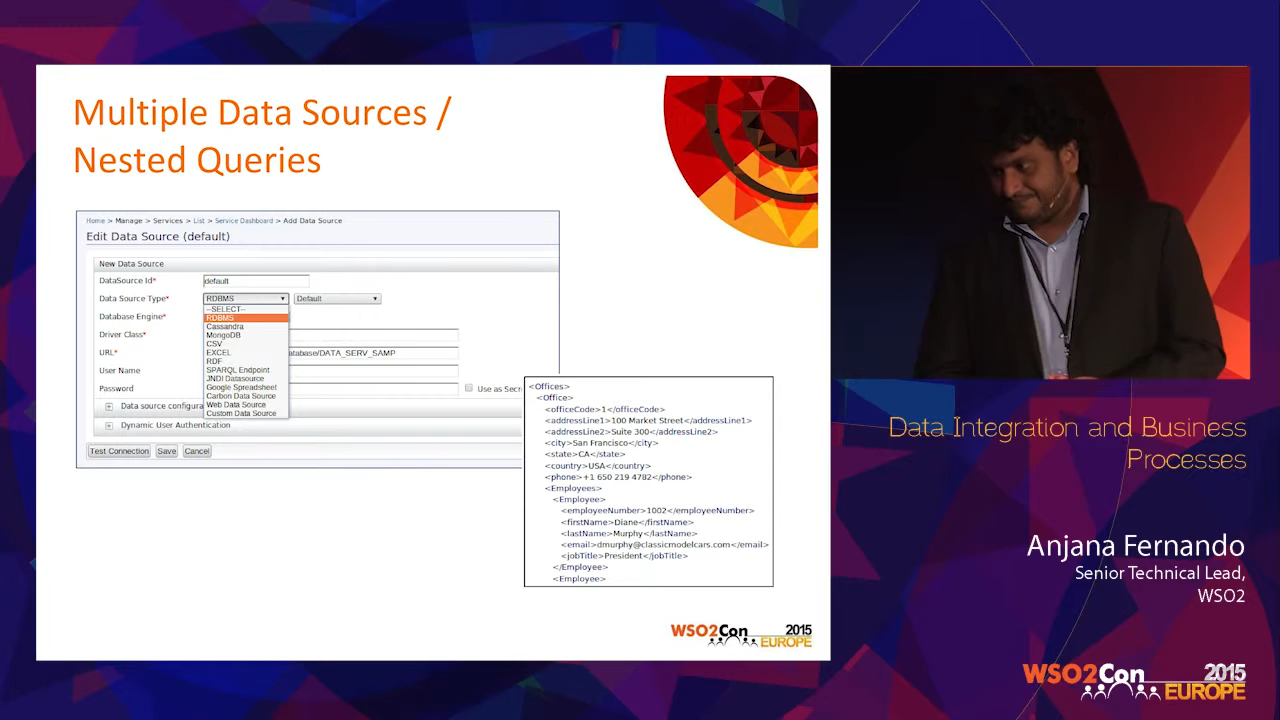 Multiple Data Sources /
Nested Queries
Home > Manage > Services > List > Service Dashboard > Add Data Source
Edit Data Source (default)
New Data Source
DataSource Id*
default
Data Source Type*
RDBMS
Default
--SELECT--
RDBMS
Cassandra
MongoDB
CSV
EXCEL
RDF
SPARQL Endpoint
JNDI Datasource
Google Spreadsheet
Carbon Data Source
Web Data Source
Custom Data Source
Database Engine*
Driver Class*
URL*
atabase/DATA_SERV_SAMP
User Name
Password
Use as Secr
Data source configura
Dynamic User Authentication
Test Connection
Save
Cancel
<Offices>
<Office>
<officeCode>1</officeCode>
<addressLine1>100 Market Street</addressLine1>
<addressLine2>Suite 300</addressLine2>
<city>San Francisco</city>
<state>CA</state>
<country>USA</country>
<phone>+1 650 219 4782</phone>
<Employees>
<Employee>
<employeeNumber>1002</employeeNumber>
<firstName>Diane</firstName>
<lastName>Murphy</lastName>
<email>dmurphy@classicmodelcars.com</email>
<jobTitle>President</jobTitle>
</Employee>
<Employee>
WSO2Con 2015
EUROPE
Data Integration and Business
Processes
Anjana Fernando
Senior Technical Lead,
WSO2
WSO2Con 2015
EUROPE